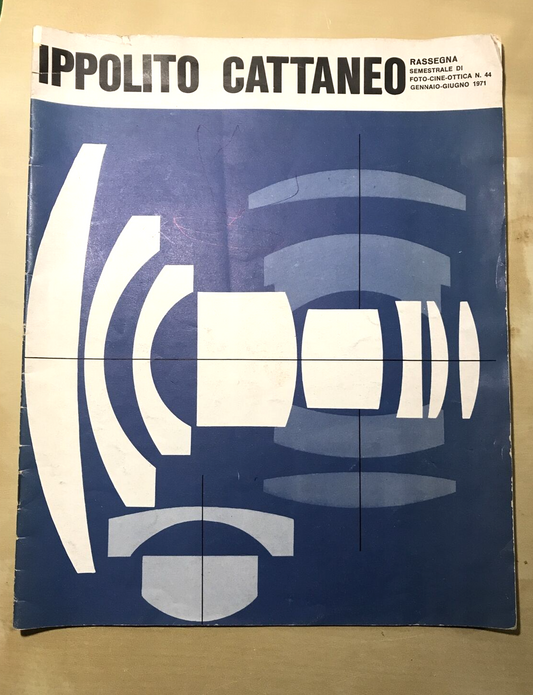 IPPOLITO CATTANEO
RASSEGNA
SEMESTRALE DI
FOTO-CINE-OTTICA N. 44
GENNAIO-GIUGNO 1971